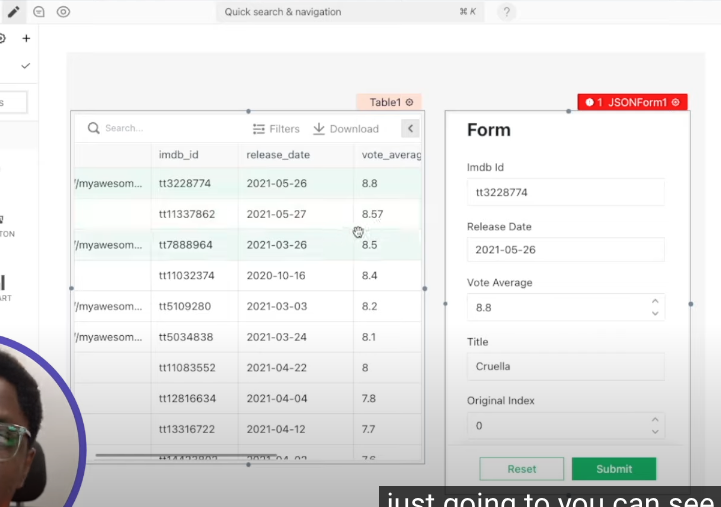 Quick search & navigation ⌘ K ?
Table1
1 JSONForm1
Search...
Filters
Download
imdb_id release_date vote_averag
//myawesom... tt3228774 2021-05-26 8.8
tt11337862 2021-05-27 8.57
//myawesom... tt7888964 2021-03-26 8.5
tt11032374 2020-10-16 8.4
//myawesom... tt5109280 2021-03-03 8.2
//myawesom... tt5034838 2021-03-24 8.1
tt11083552 2021-04-22 8
tt12816634 2021-04-04 7.8
tt13316722 2021-04-12 7.7
Form
Imdb Id
tt3228774
Release Date
2021-05-26
Vote Average
8.8
Title
Cruella
Original Index
0
Reset
Submit
TON
ART
just going to you can see